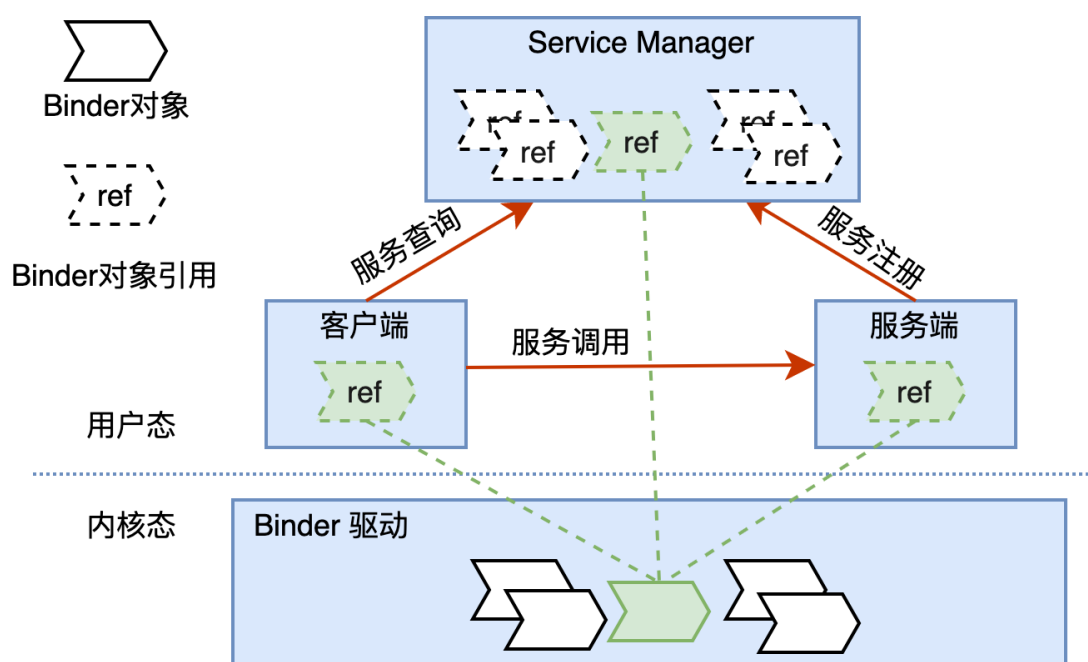 Service Manager
Binder对象
ref
ref
ref
ref
ref
ref
Binder对象引用
服务查询
服务注册
客户端
服务调用
服务端
ref
ref
用户态
内核态
Binder 驱动